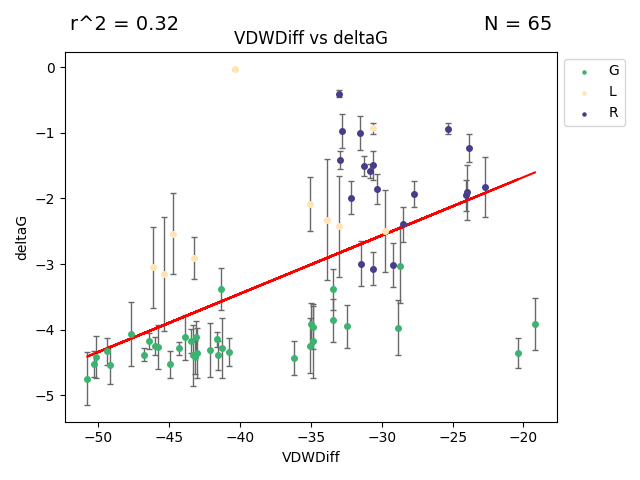 r^2 = 0.32
N = 65
VDWDiff vs deltaG
G
L
R
deltaG
0
−1
−2
−3
−4
−5
−50
−45
−40
−35
−30
−25
−20
VDWDiff